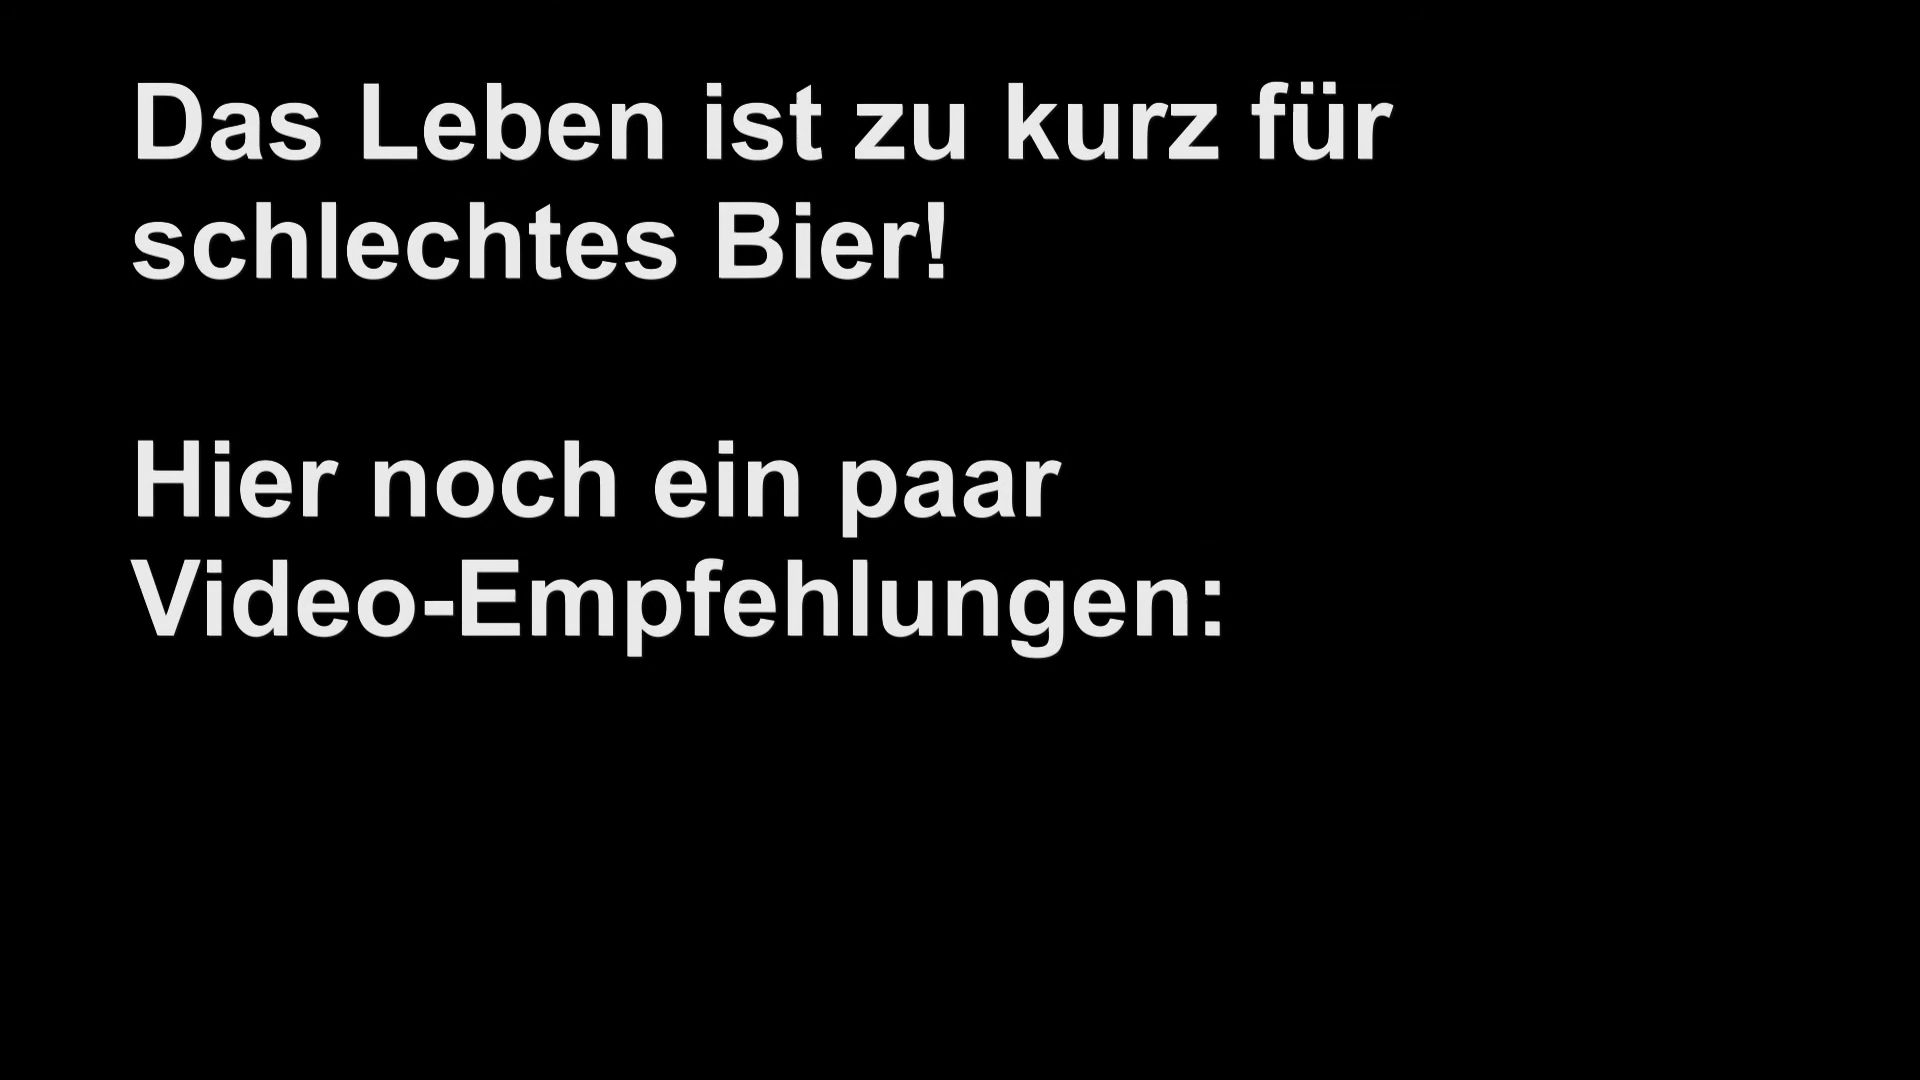 Das Leben ist zu kurz für
schlechtes Bier!
Hier noch ein paar
Video-Empfehlungen: